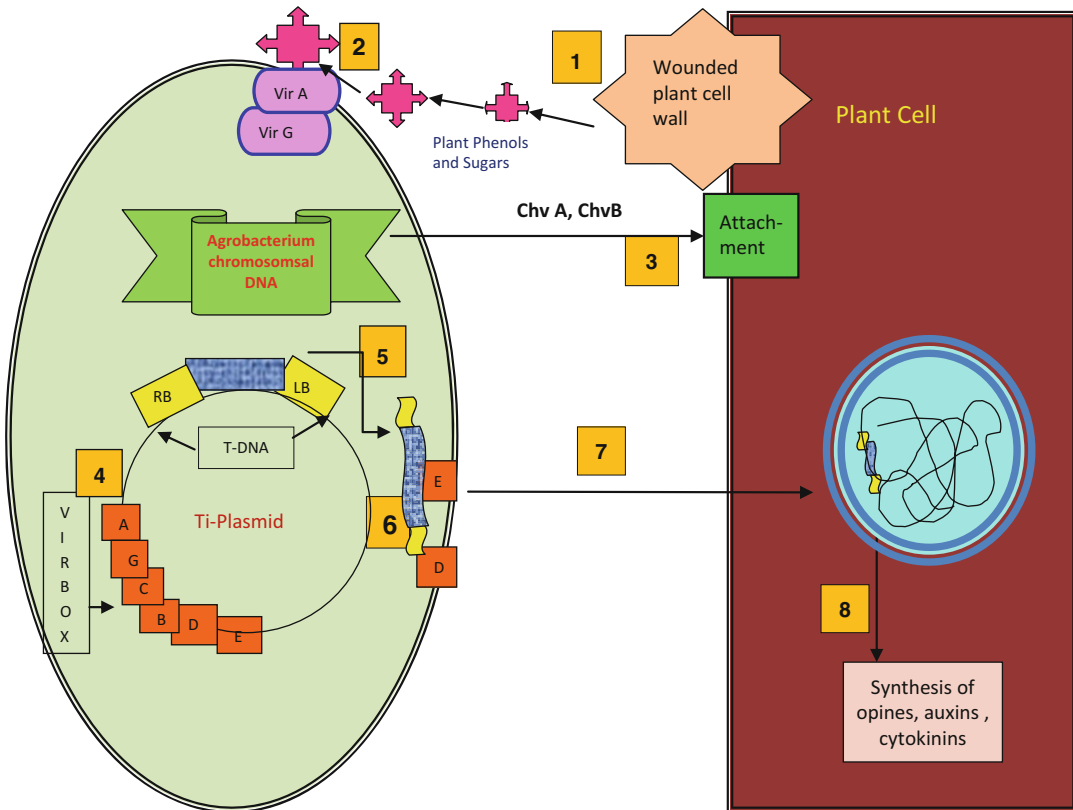 2
1
Wounded
plant cell
wall
Vir A
Vir G
Plant Phenols
and Sugars
Plant Cell
Chv A, ChvB
Attach-
ment
3
Agrobacterium
chromosomsal
DNA
5
RB
LB
T-DNA
4
V
I
R
B
O
X
Ti-Plasmid
A
G
C
B
D
E
6
E
D
7
8
Synthesis of
opines, auxins ,
cytokinins